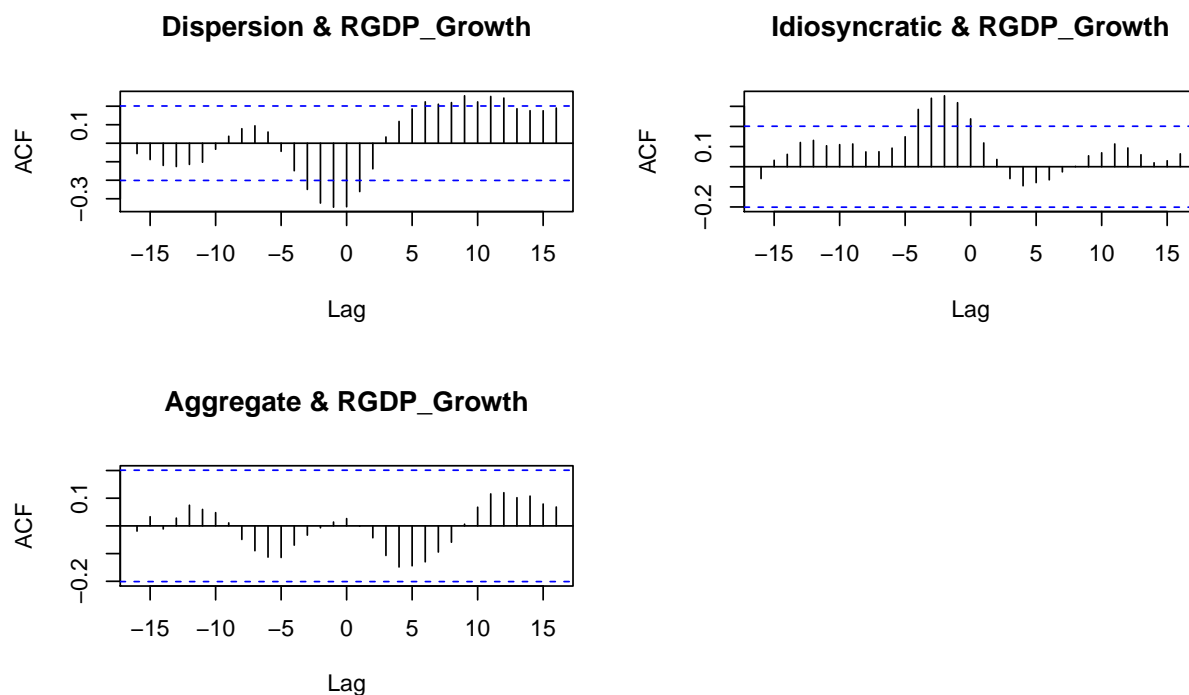 Dispersion & RGDP_Growth
ACF
0.1
−0.3
−15 −10 −5 0 5 10 15
Lag
Idiosyncratic & RGDP_Growth
ACF
0.1
−0.2
−15 −10 −5 0 5 10 15
Lag
Aggregate & RGDP_Growth
ACF
0.1
−0.2
−15 −10 −5 0 5 10 15
Lag